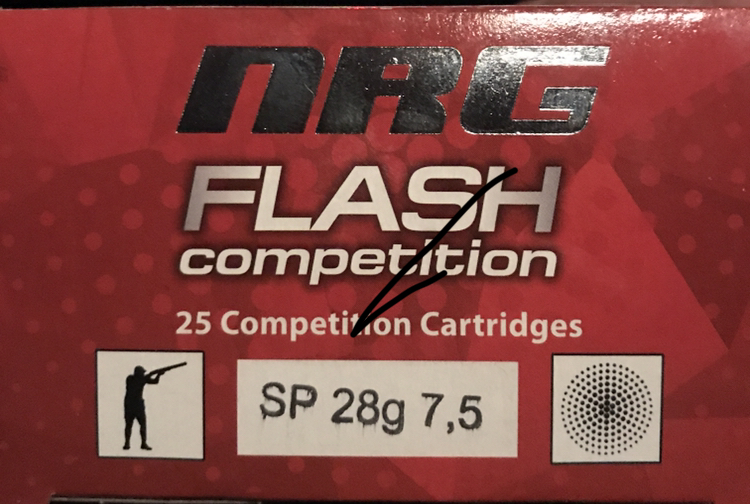 NRG
FLASH
competition
25 Competition Cartridges
SP 28g 7,5